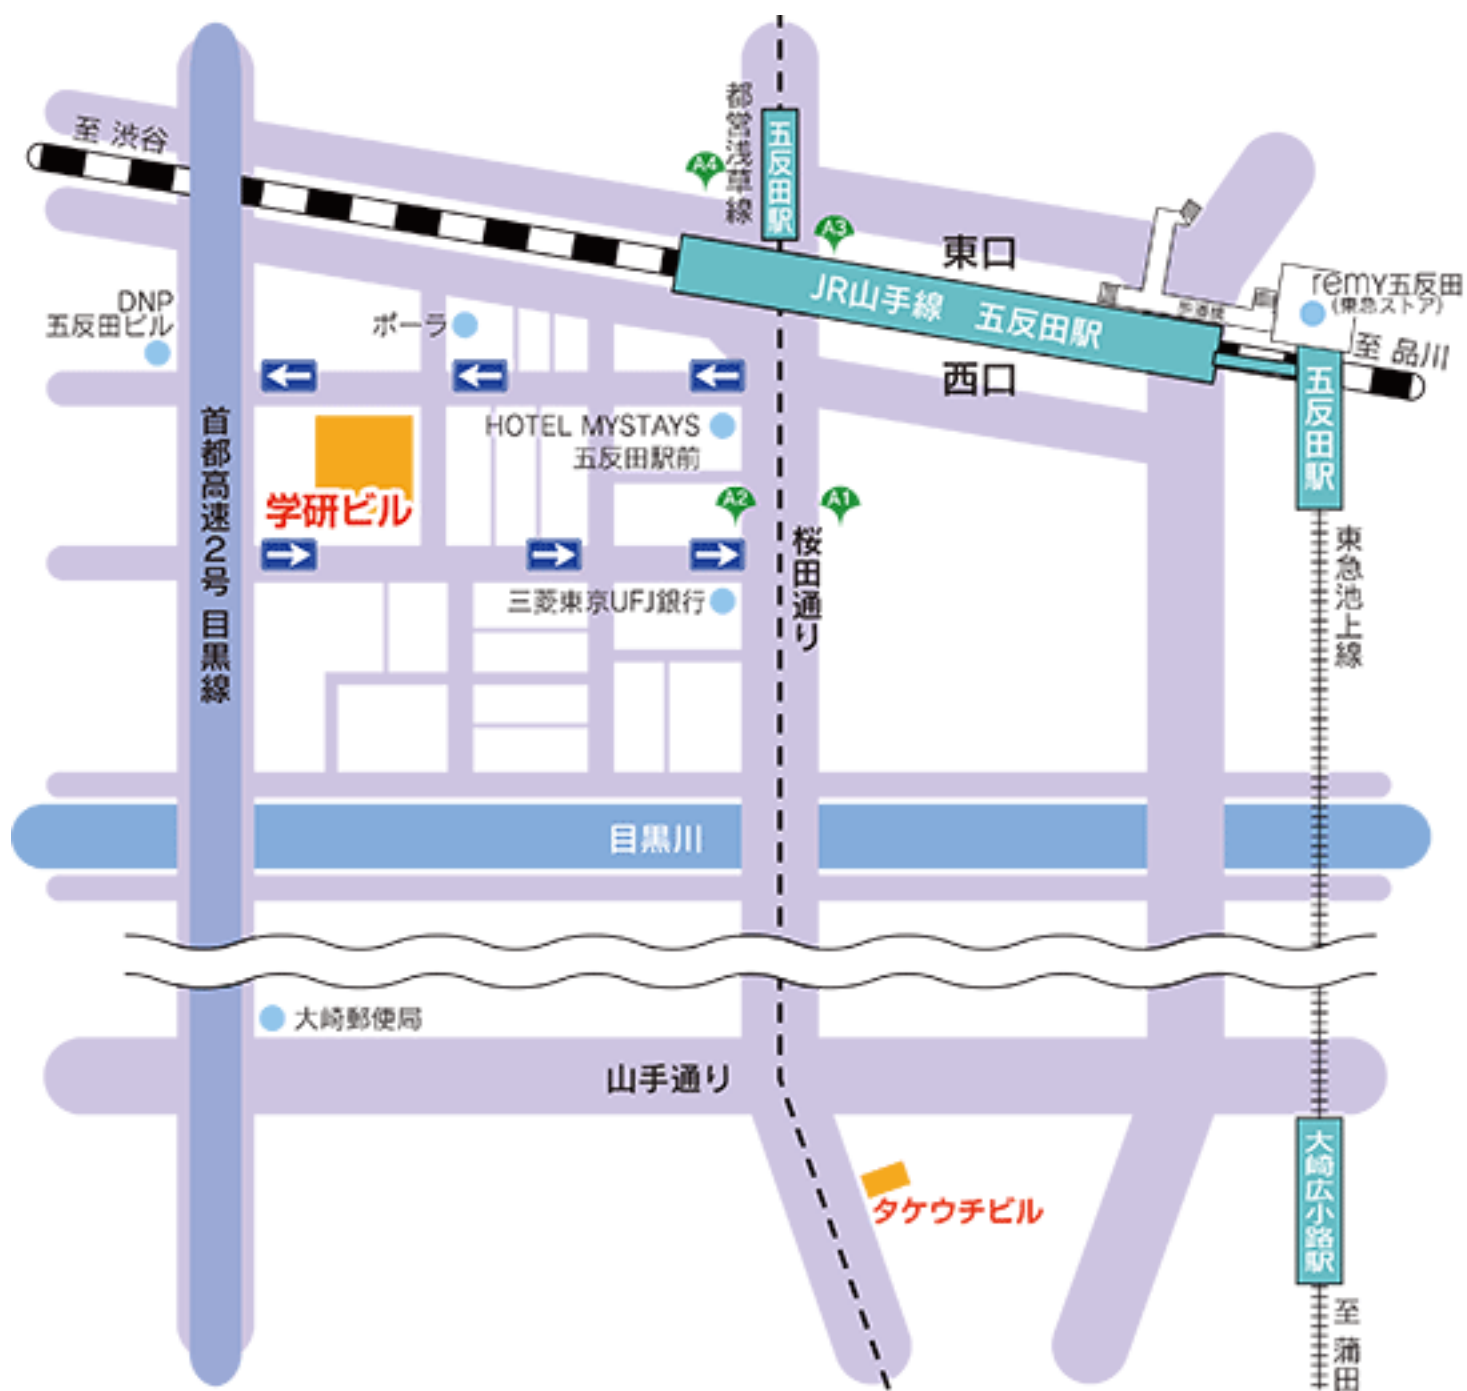 至 渋谷
都営浅草線
五反田駅
A4
A3
東口
JR山手線 五反田駅
歩道橋
remy五反田
(東急ストア)
至 品川
西口
五反田駅
DNP
五反田ビル
ポーラ
HOTEL MYSTAYS
五反田駅前
学研ビル
首都高速2号 目黒線
A2
A1
桜田通り
三菱東京UFJ銀行
東急池上線
目黒川
大崎郵便局
山手通り
タケウチビル
大崎広小路駅
至 蒲田